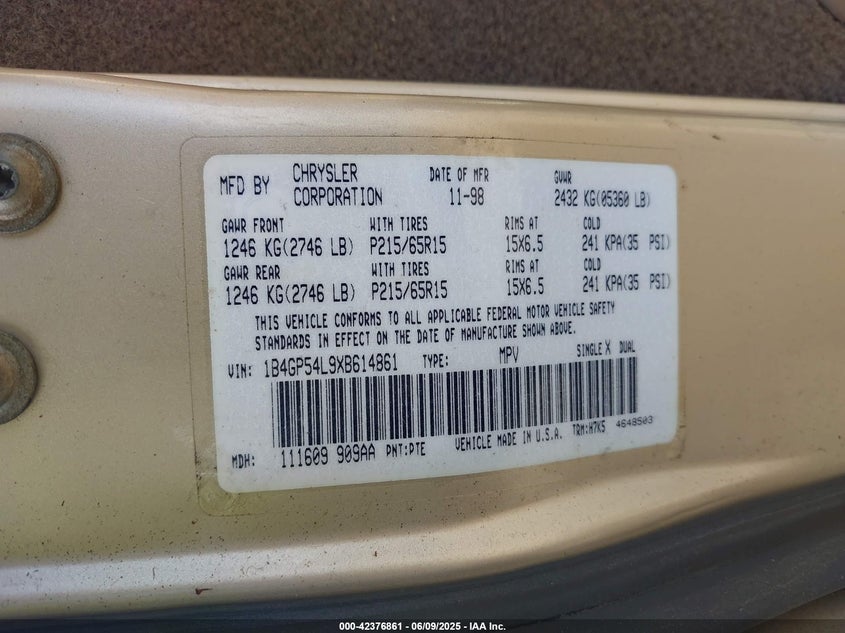 MFD BY CHRYSLER CORPORATION DATE OF MFR 11-98 GVWR 2432 KG(05360 LB)
GAWR FRONT WITH TIRES RIMS AT COLD
1246 KG(2746 LB) P215/65R15 15X6.5 241 KPA(35 PSI)
GAWR REAR WITH TIRES RIMS AT COLD
1246 KG(2746 LB) P215/65R15 15X6.5 241 KPA(35 PSI)
THIS VEHICLE CONFORMS TO ALL APPLICABLE FEDERAL MOTOR VEHICLE SAFETY
STANDARDS IN EFFECT ON THE DATE OF MANUFACTURE SHOWN ABOVE.
VIN: 1B4GP54L9XB614861 TYPE: MPV SINGLE X DUAL
MDH: 111609 909AA PNT:PTE VEHICLE MADE IN U.S.A. TRM:H7K5 4648503
000-42376861 | 06/09/2025 | IAA Inc.